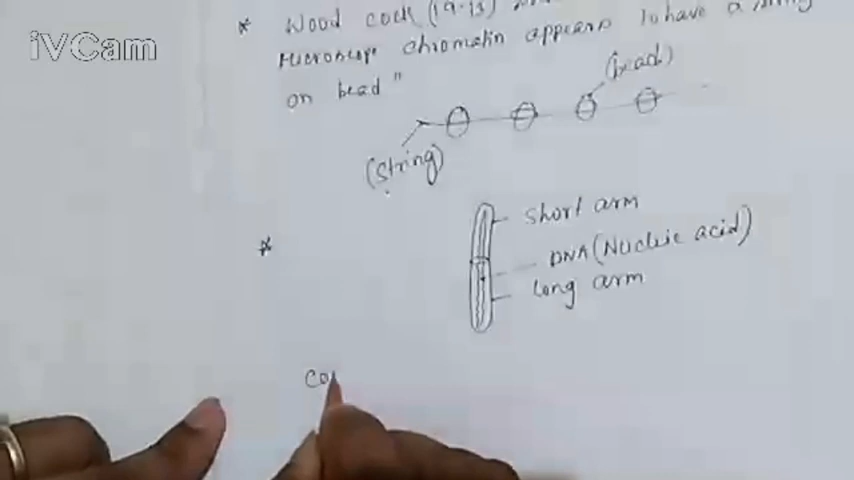 iVCam
* Wood cock (19-13)
microscope chromatin appears to have a string
on bead"
(bead)
(string)
short arm
*
DNA (Nucleic acid)
long arm
co